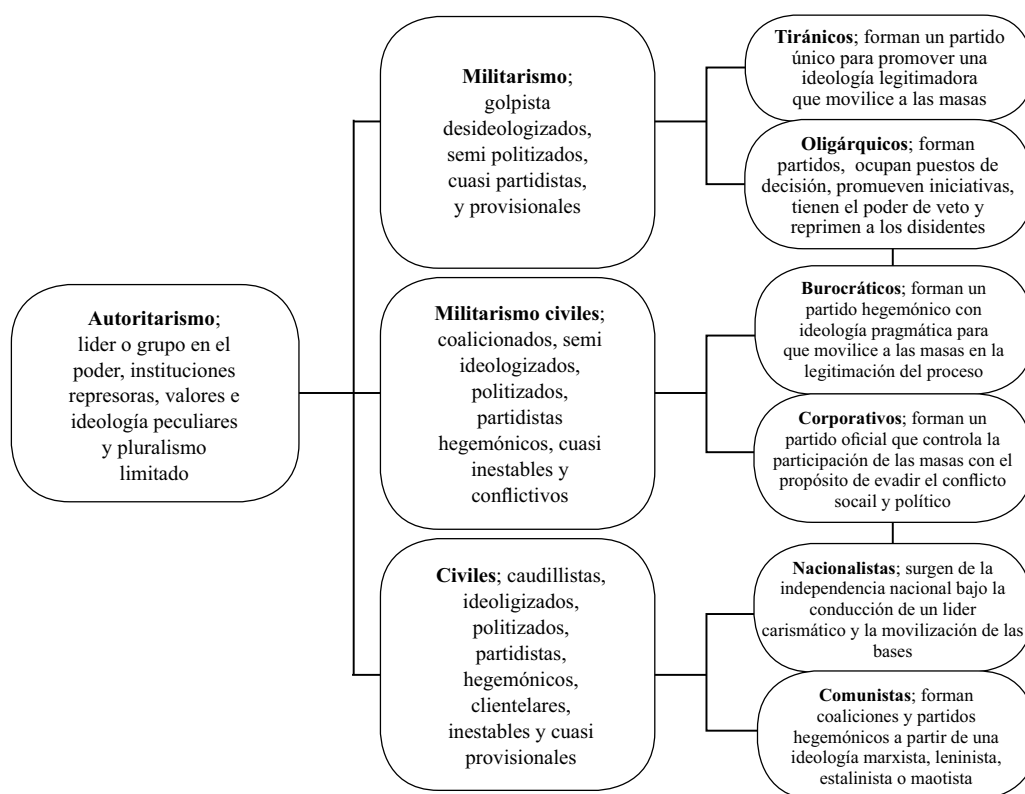 Autoritarismo;
lider o grupo en el
poder, instituciones
represoras, valores e
ideología peculiares
y pluralismo
limitado
Militarismo;
golpista
desideologizados,
semi politizados,
cuasi partidistas,
y provisionales
Tiránicos; forman un partido
único para promover una
ideología legitimadora
que movilice a las masas
Oligárquicos; forman
partidos, ocupan puestos de
decisión, promueven iniciativas,
tienen el poder de veto y
reprimen a los disidentes
Militarismo civiles;
coalicionados, semi
ideologizados,
politizados,
partidistas
hegemónicos, cuasi
inestables y
conflictivos
Burocráticos; forman un
partido hegemónico con
ideología pragmática para
que movilice a las masas en la
legitimación del proceso
Corporativos; forman un
partido oficial que controla la
participación de las masas con el
propósito de evadir el conflicto
socail y político
Civiles; caudillistas,
ideoligizados,
politizados,
partidistas,
hegemónicos,
clientelares,
inestables y cuasi
provisionales
Nacionalistas; surgen de la
independencia nacional bajo la
conducción de un lider
carismático y la movilización de las
bases
Comunistas; forman
coaliciones y partidos
hegemónicos a partir de una
ideología marxista, leninista,
estalinista o maotista